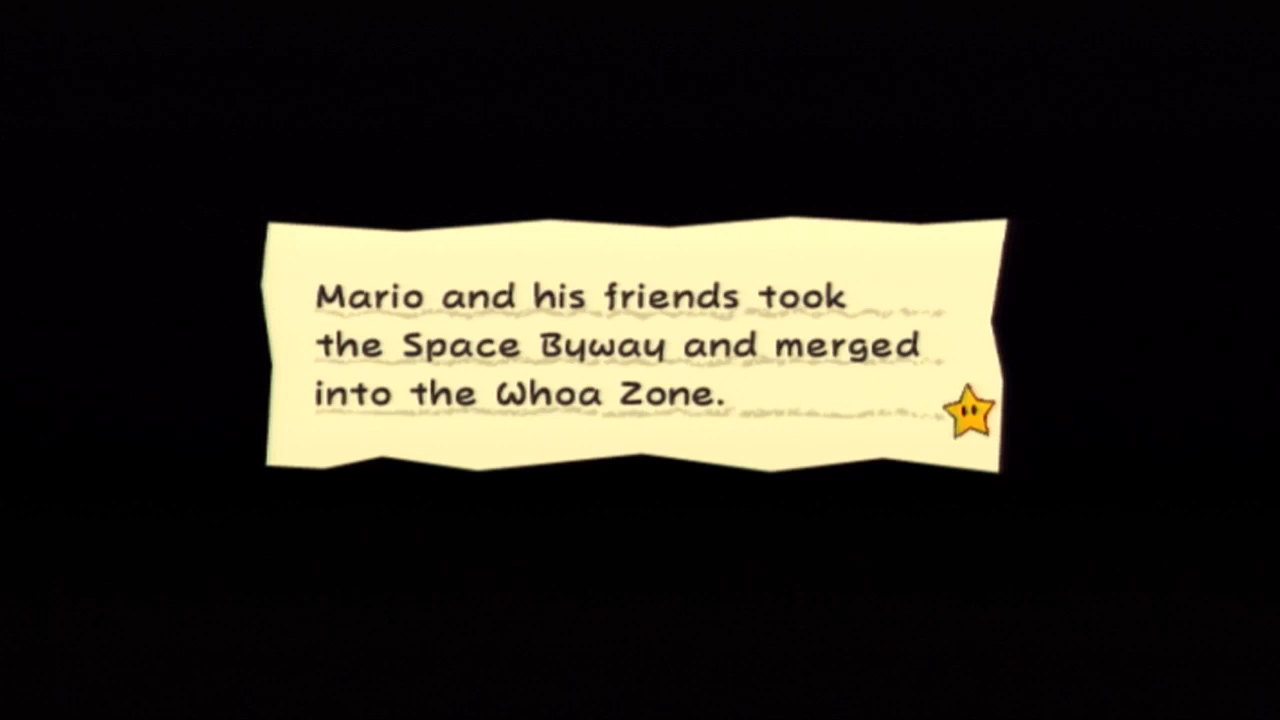 Mario and his friends took
the Space Byway and merged
into the Whoa Zone.